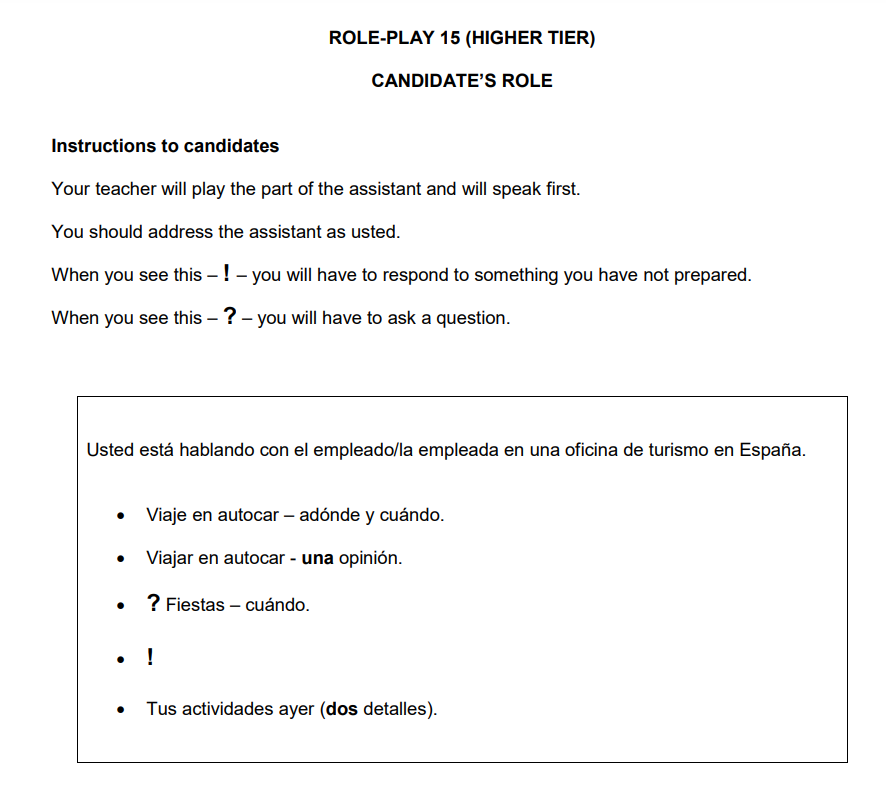 ROLE-PLAY 15 (HIGHER TIER)
CANDIDATE’S ROLE
Instructions to candidates
Your teacher will play the part of the assistant and will speak first.
You should address the assistant as usted.
When you see this – ! – you will have to respond to something you have not prepared.
When you see this – ? – you will have to ask a question.
Usted está hablando con el empleado/la empleada en una oficina de turismo en España.
• Viaje en autocar – adónde y cuándo.
• Viajar en autocar - una opinión.
• ? Fiestas – cuándo.
• !
• Tus actividades ayer (dos detalles).